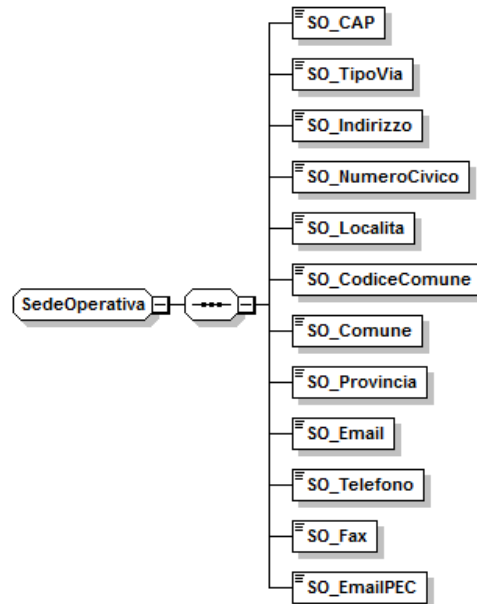 SO_CAP
SO_TipoVia
SO_Indirizzo
SO_NumeroCivico
SO_Localita
SedeOperativa
SO_CodiceComune
SO_Comune
SO_Provincia
SO_Email
SO_Telefono
SO_Fax
SO_EmailPEC